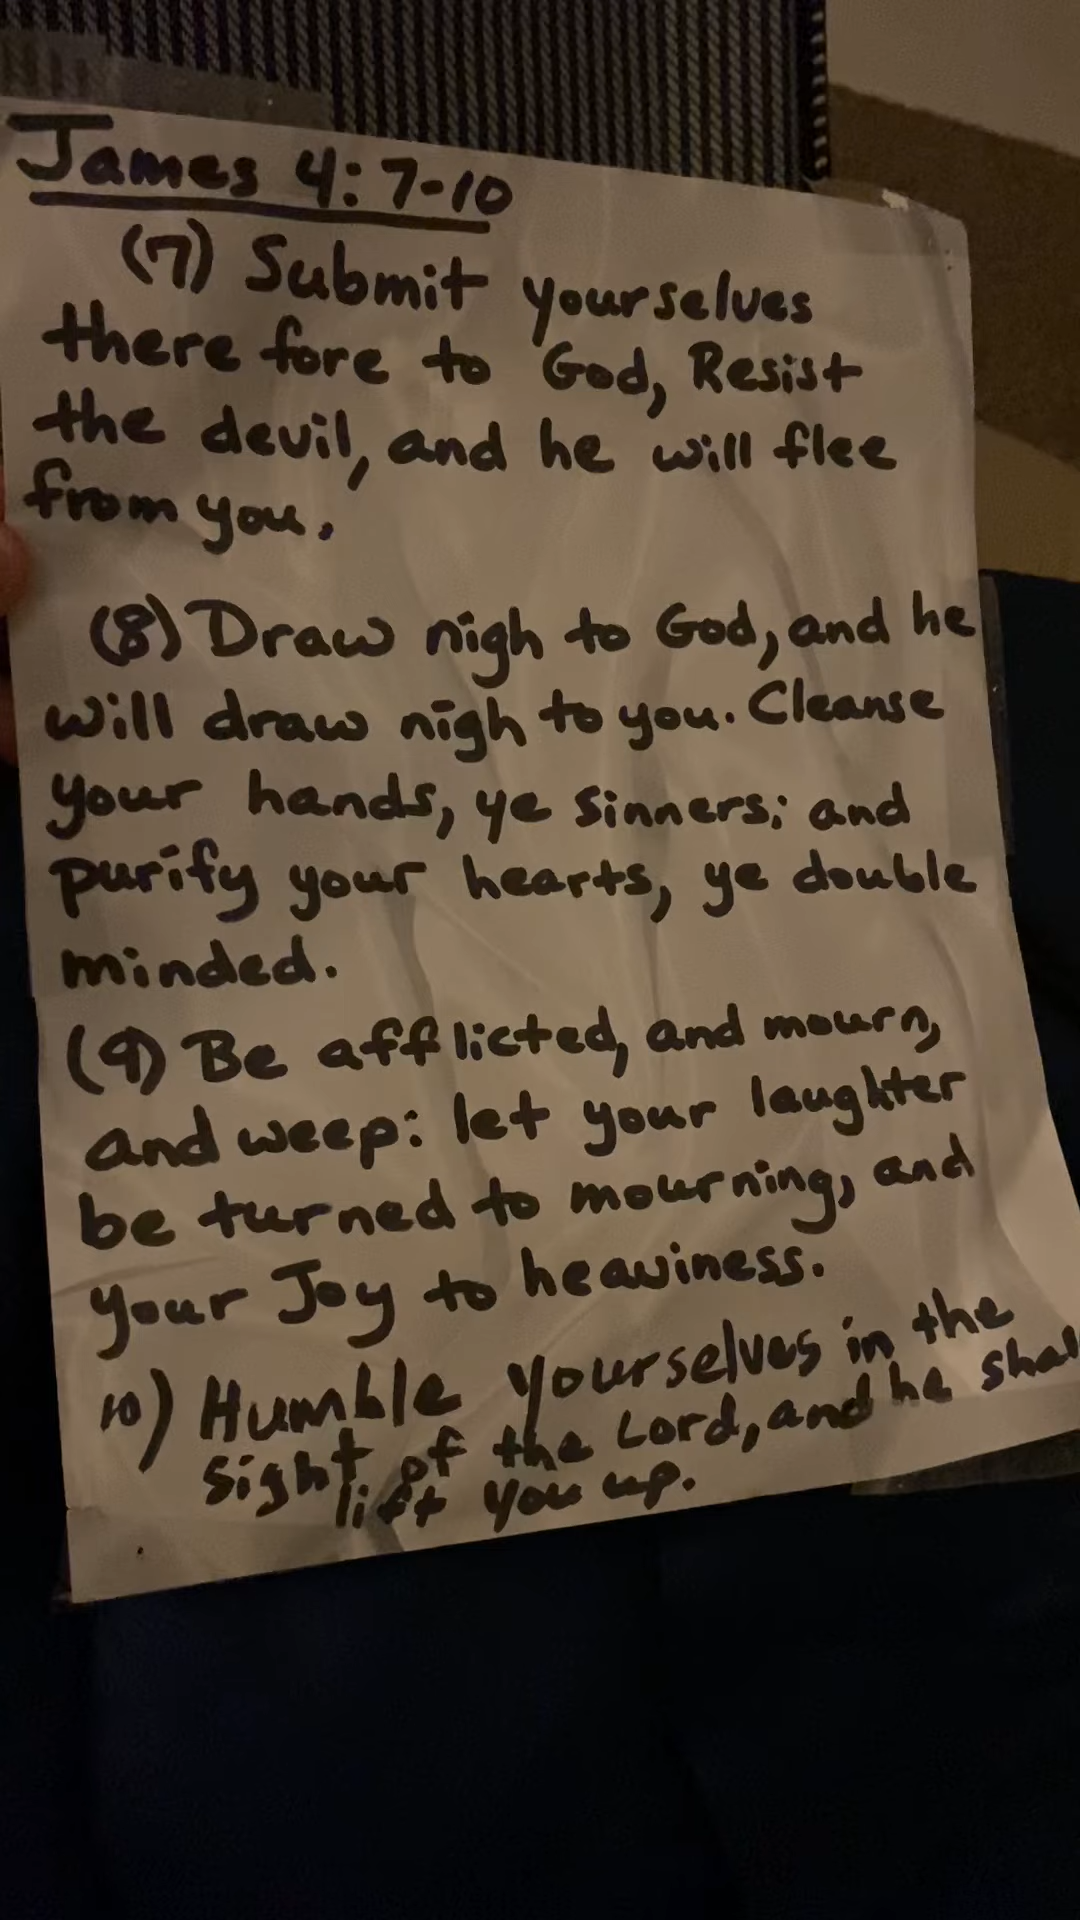 James 4:7-10
(7) Submit yourselves
there fore to God, Resist
the devil, and he will flee
from you.
(8) Draw nigh to God, and he
will draw nigh to you. Cleanse
your hands, ye sinners; and
purify your hearts, ye double
minded.
(9) Be afflicted, and mourn,
and weep: let your laughter
be turned to mourning, and
your Joy to heaviness.
10) Humble yourselves in the
sight of the Lord, and he shal
lift you up.